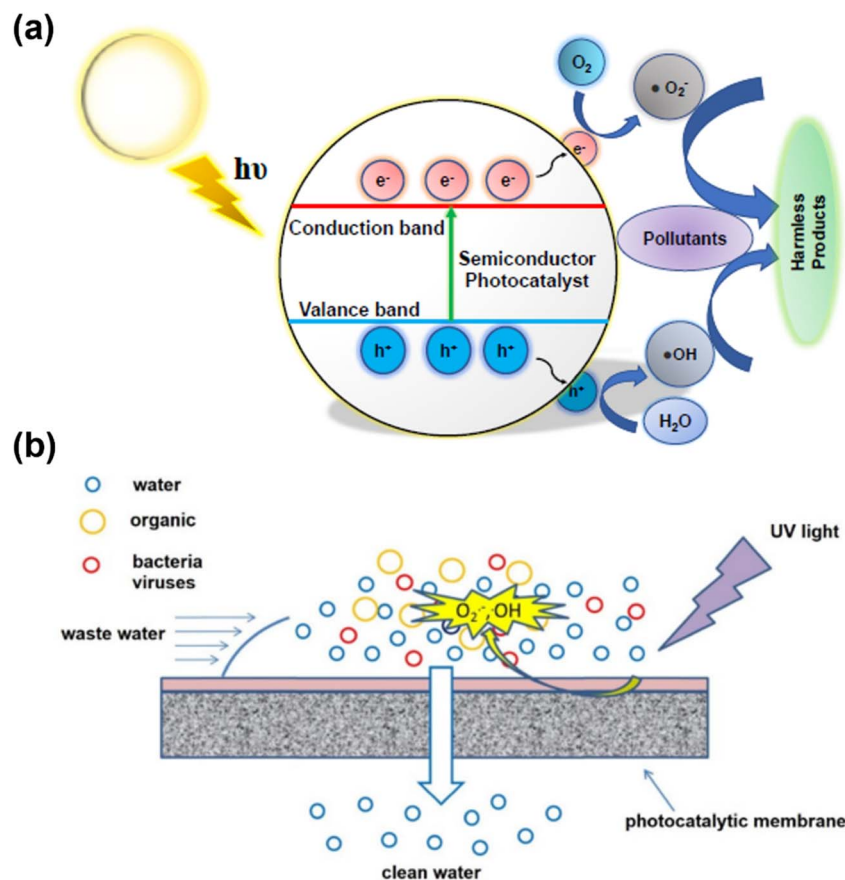 (a)
hυ
O₂
● O₂⁻
e⁻
e⁻ e⁻ e⁻
Conduction band
Semiconductor
Photocatalyst
Pollutants
Harmless
Products
Valance band
h⁺ h⁺ h⁺
h⁺
●OH
H₂O
(b)
water
organic
bacteria
viruses
UV light
O₂·⁻,·OH
waste water
photocatalytic membrane
clean water